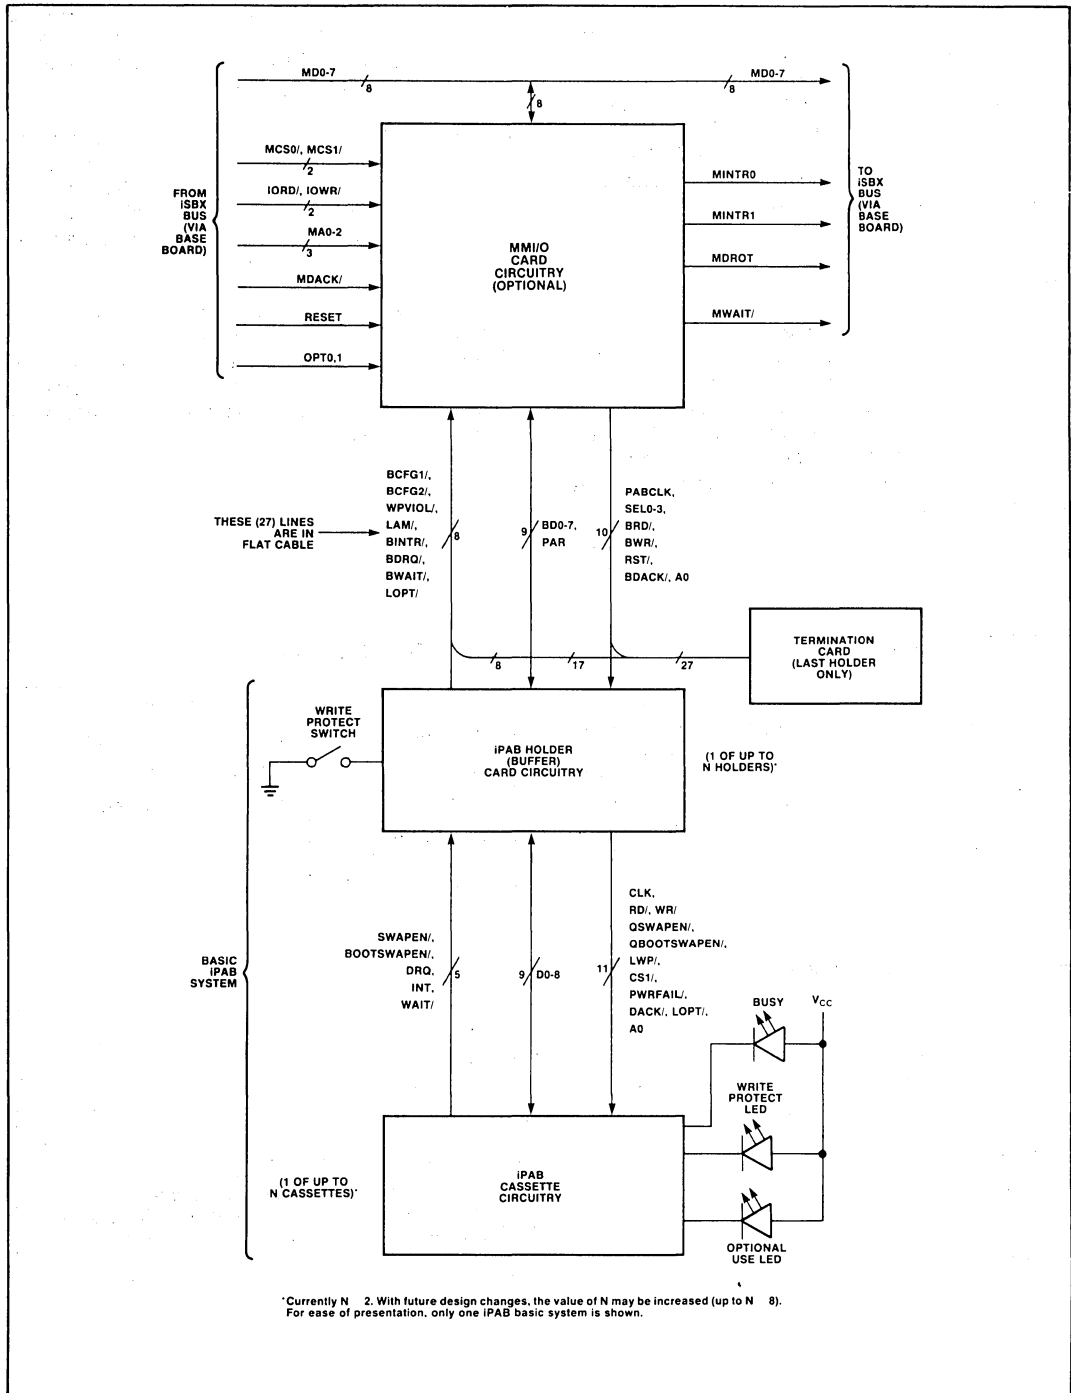 MD0-7
8
MD0-7
8
8
FROM
iSBX
BUS
(VIA
BASE
BOARD)
MCS0/, MCS1/
2
IORD/, IOWR/
2
MA0-2
3
MDACK/
RESET
OPT0,1
MMI/O
CARD
CIRCUITRY
(OPTIONAL)
MINTR0
MINTR1
MDROT
MWAIT/
TO
iSBX
BUS
(VIA
BASE
BOARD)
THESE (27) LINES
ARE IN
FLAT CABLE
BCFG1/,
BCFG2/,
WPVIOL/,
LAM/,
BINTR/,
BDRQ/,
BWAIT/,
LOPT/
8
9
BD0-7,
PAR
10
PABCLK,
SEL0-3,
BRD/,
BWR/,
RST/,
BDACK/, A0
8
17
27
TERMINATION
CARD
(LAST HOLDER
ONLY)
WRITE
PROTECT
SWITCH
iPAB HOLDER
(BUFFER)
CARD CIRCUITRY
(1 OF UP TO
N HOLDERS)*
BASIC
iPAB
SYSTEM
SWAPEN/,
BOOTSWAPEN/,
DRQ,
INT,
WAIT/
5
9
D0-8
11
CLK,
RD/, WR/
QSWAPEN/,
QBOOTSWAPEN/,
LWP/,
CS1/,
PWRFAIL/,
DACK/, LOPT/,
A0
BUSY
VCC
WRITE
PROTECT
LED
(1 OF UP TO
N CASSETTES)*
iPAB
CASSETTE
CIRCUITRY
OPTIONAL
USE LED
*Currently N 2. With future design changes, the value of N may be increased (up to N 8).
For ease of presentation, only one iPAB basic system is shown.